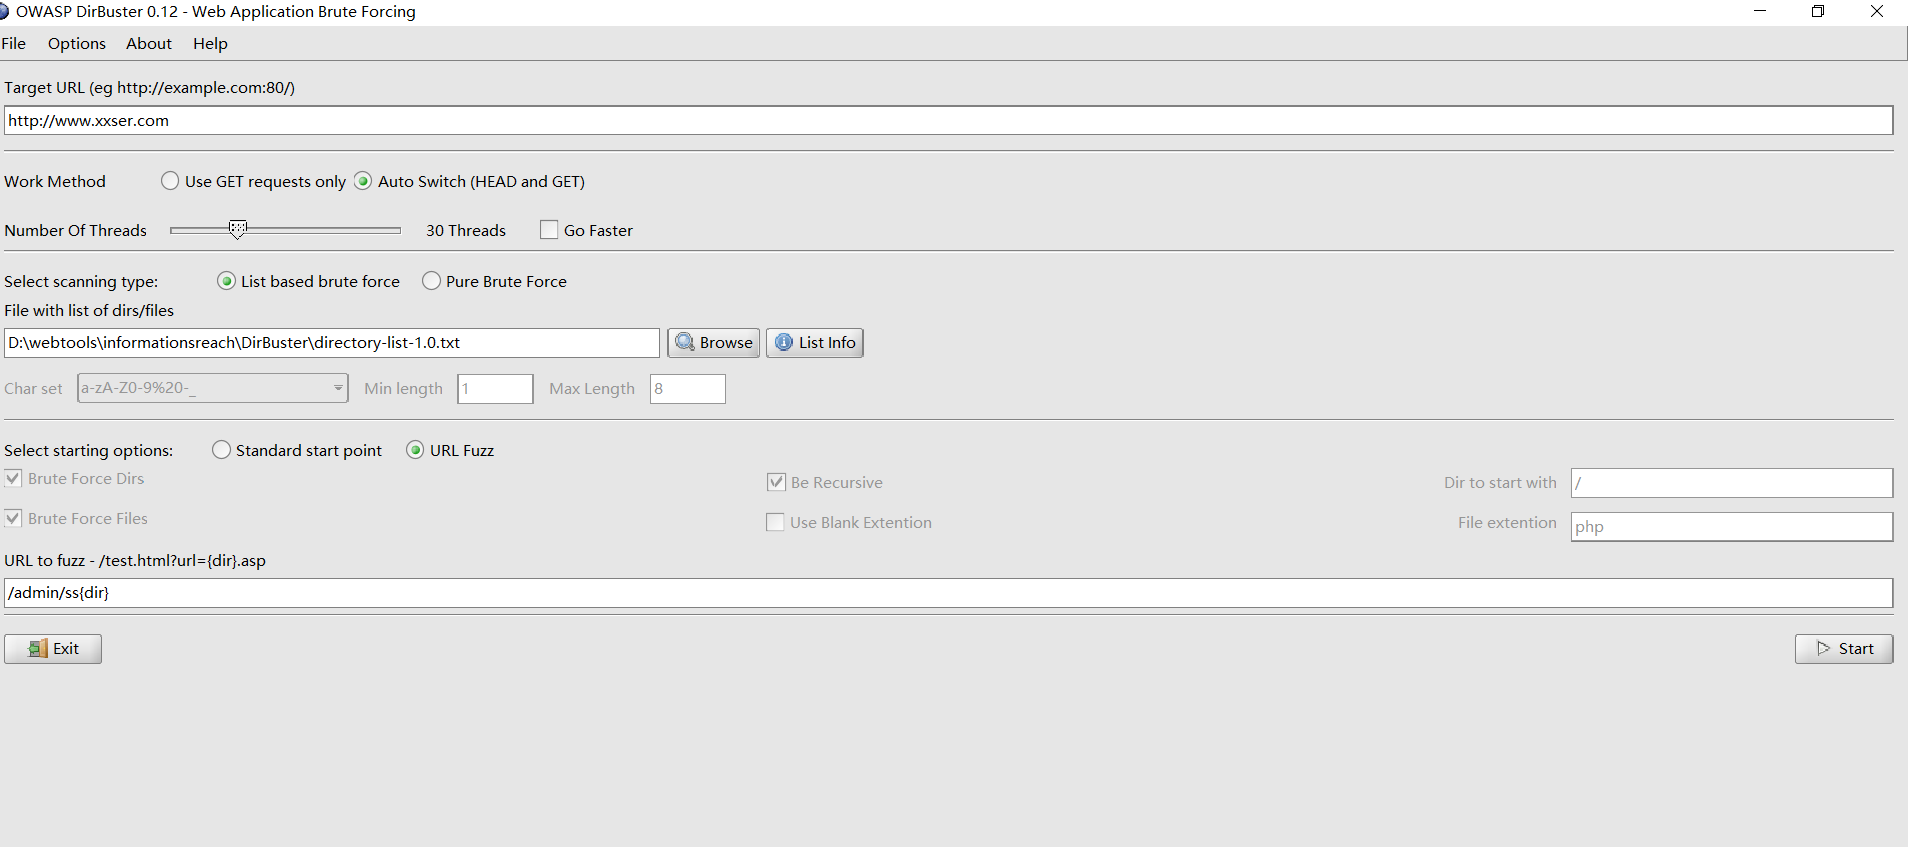 OWASP DirBuster 0.12 - Web Application Brute Forcing
File Options About Help
Target URL (eg http://example.com:80/)
http://www.xxser.com
Work Method Use GET requests only Auto Switch (HEAD and GET)
Number Of Threads 30 Threads Go Faster
Select scanning type: List based brute force Pure Brute Force
File with list of dirs/files
D:\webtools\informationsreach\DirBuster\directory-list-1.0.txt Browse List Info
Char set a-zA-Z0-9%20-_ Min length 1 Max Length 8
Select starting options: Standard start point URL Fuzz
Brute Force Dirs Be Recursive Dir to start with /
Brute Force Files Use Blank Extention File extention php
URL to fuzz - /test.html?url={dir}.asp
/admin/ss{dir}
Exit Start